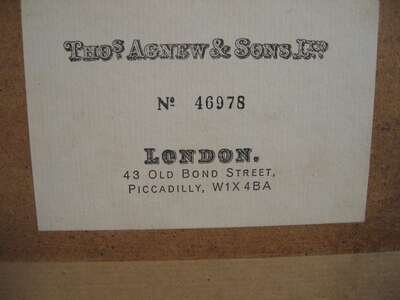 Thos Agnew & Sons Ltd
No 46978
London.
43 Old Bond Street,
Piccadilly, W1X 4BA